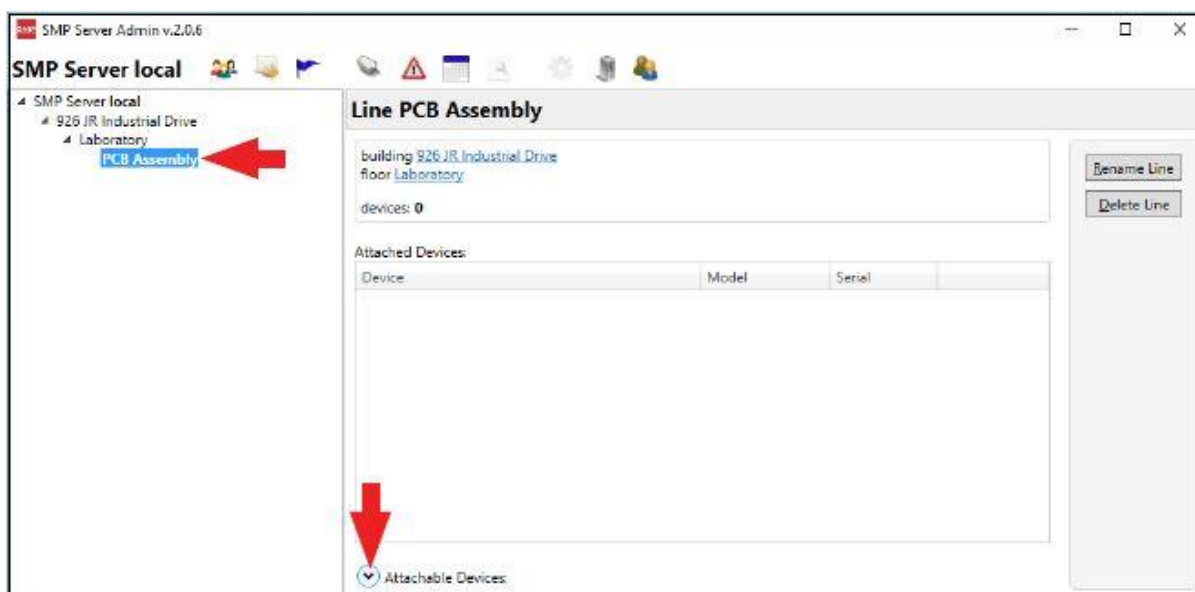 SMP Server Admin v.2.0.6
SMP Server local
SMP Server local
926 JR Industrial Drive
Laboratory
PCB Assembly
Line PCB Assembly
building 926 JR Industrial Drive
floor Laboratory
devices: 0
Rename Line
Delete Line
Attached Devices:
Device Model Serial
Attachable Devices: